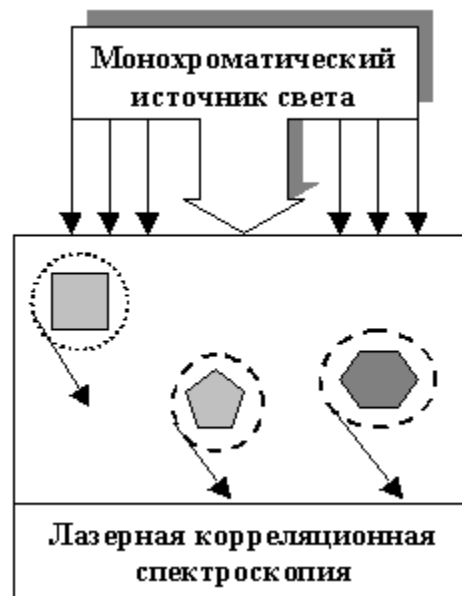 Монохроматический
источник света
Лазерная корреляционная
спектроскопия